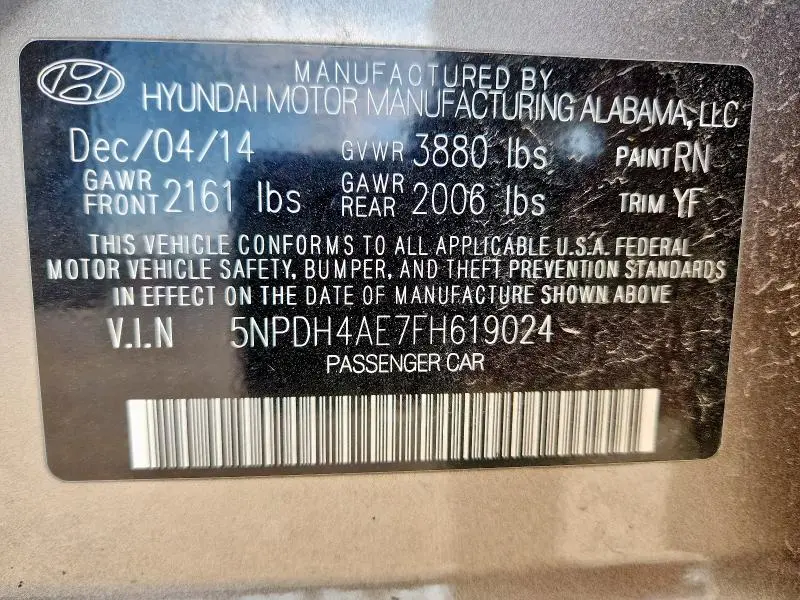 MANUFACTURED BY
HYUNDAI MOTOR MANUFACTURING ALABAMA, LLC
Dec/04/14 GVWR 3880 lbs PAINT RN
GAWR FRONT 2161 lbs GAWR REAR 2006 lbs TRIM YF
THIS VEHICLE CONFORMS TO ALL APPLICABLE U.S.A. FEDERAL
MOTOR VEHICLE SAFETY, BUMPER, AND THEFT PREVENTION STANDARDS
IN EFFECT ON THE DATE OF MANUFACTURE SHOWN ABOVE
V.I.N 5NPDH4AE7FH619024
PASSENGER CAR